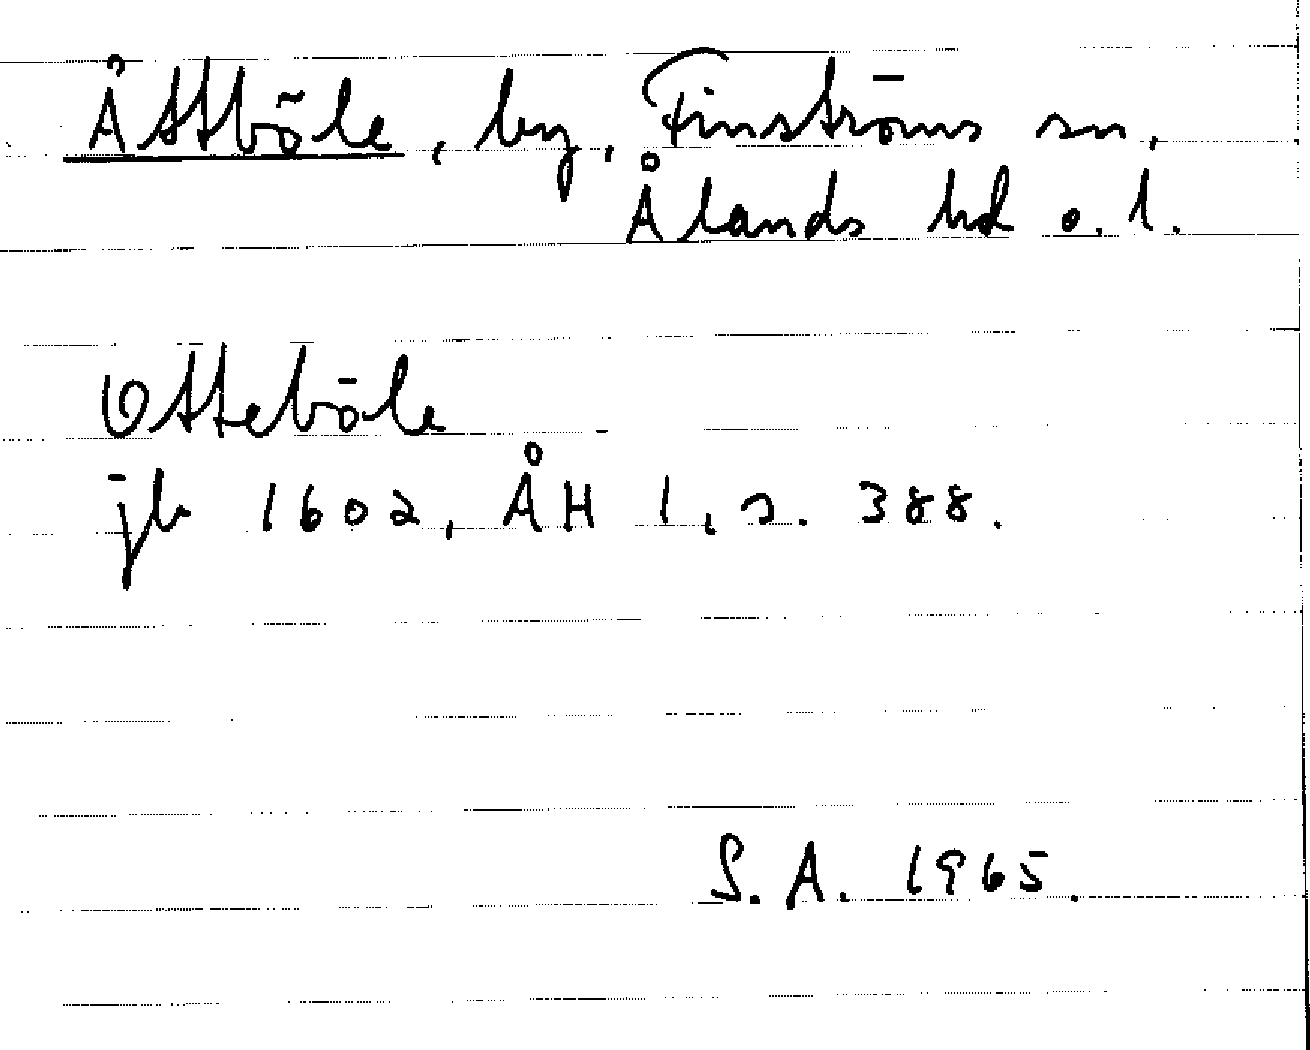 Åttböle, by, Finströms sn,
Ålands hd o. l.
Otteböle
jb 1602, ÅH 1, s. 388.
S. A. 1965.